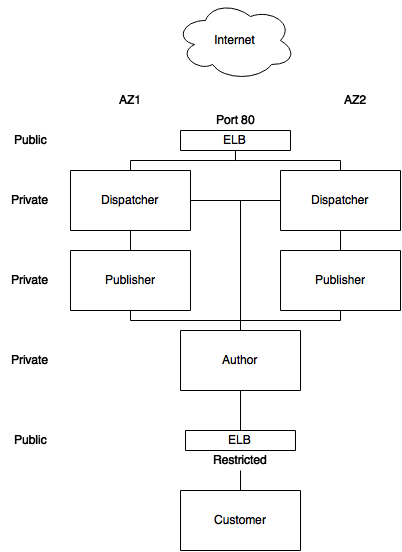 Internet
AZ1
AZ2
Port 80
Public
ELB
Private
Dispatcher
Dispatcher
Private
Publisher
Publisher
Private
Author
Public
ELB
Restricted
Customer